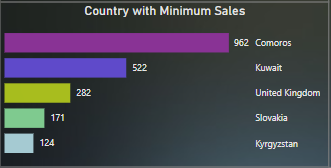 Country with Minimum Sales
962 Comoros
522 Kuwait
282 United Kingdom
171 Slovakia
124 Kyrgyzstan